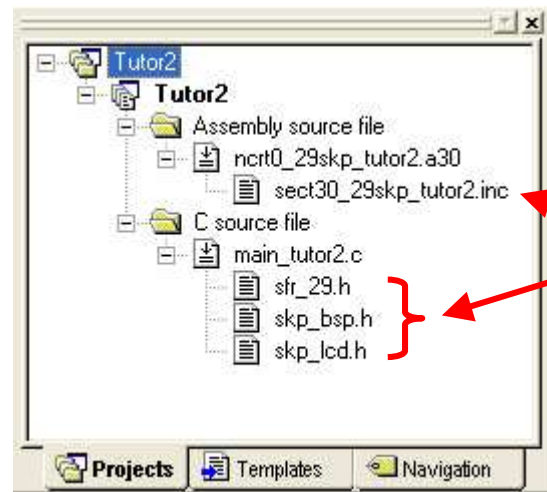 Tutor2
Tutor2
Assembly source file
ncrt0_29skp_tutor2.a30
sect30_29skp_tutor2.inc
C source file
main_tutor2.c
sfr_29.h
skp_bsp.h
skp_lcd.h
Projects Templates Navigation